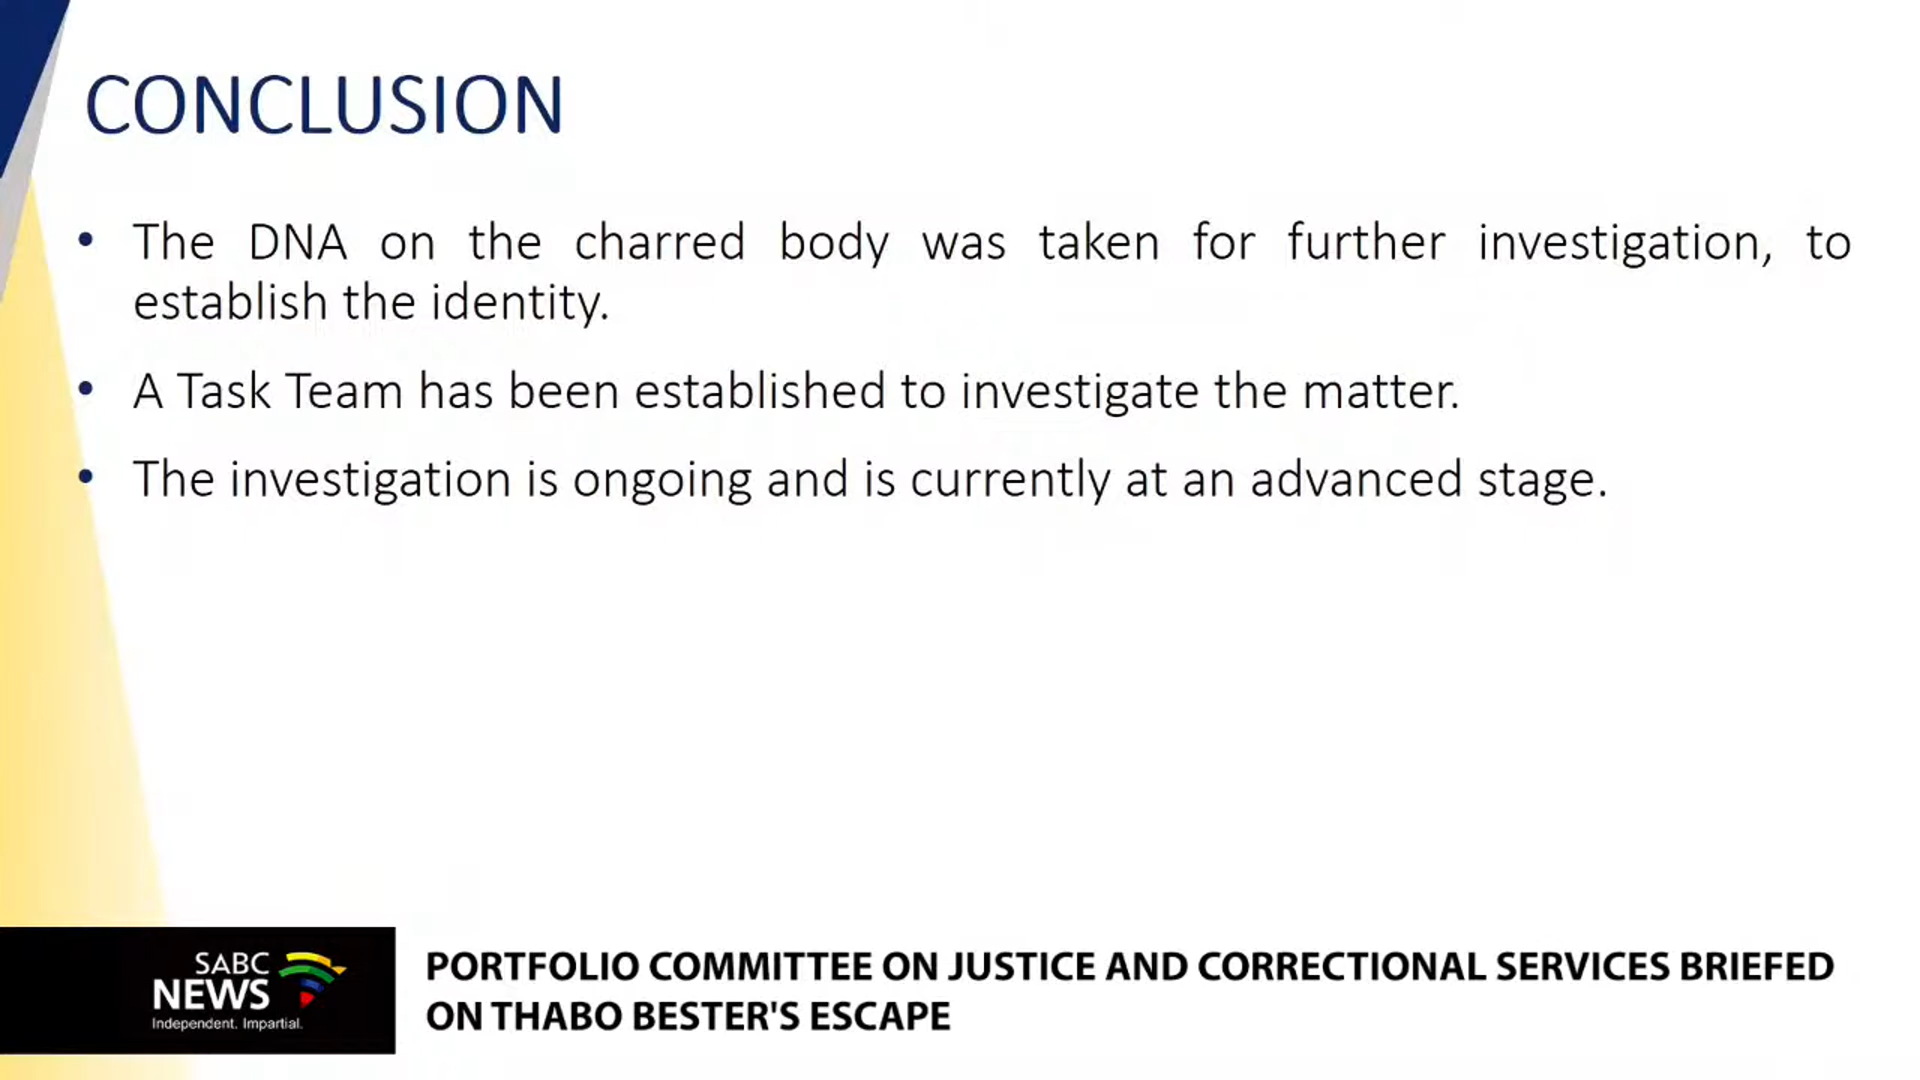 CONCLUSION
• The DNA on the charred body was taken for further investigation, to
establish the identity.
• A Task Team has been established to investigate the matter.
• The investigation is ongoing and is currently at an advanced stage.
SABC
NEWS
Independent. Impartial.
PORTFOLIO COMMITTEE ON JUSTICE AND CORRECTIONAL SERVICES BRIEFED
ON THABO BESTER'S ESCAPE